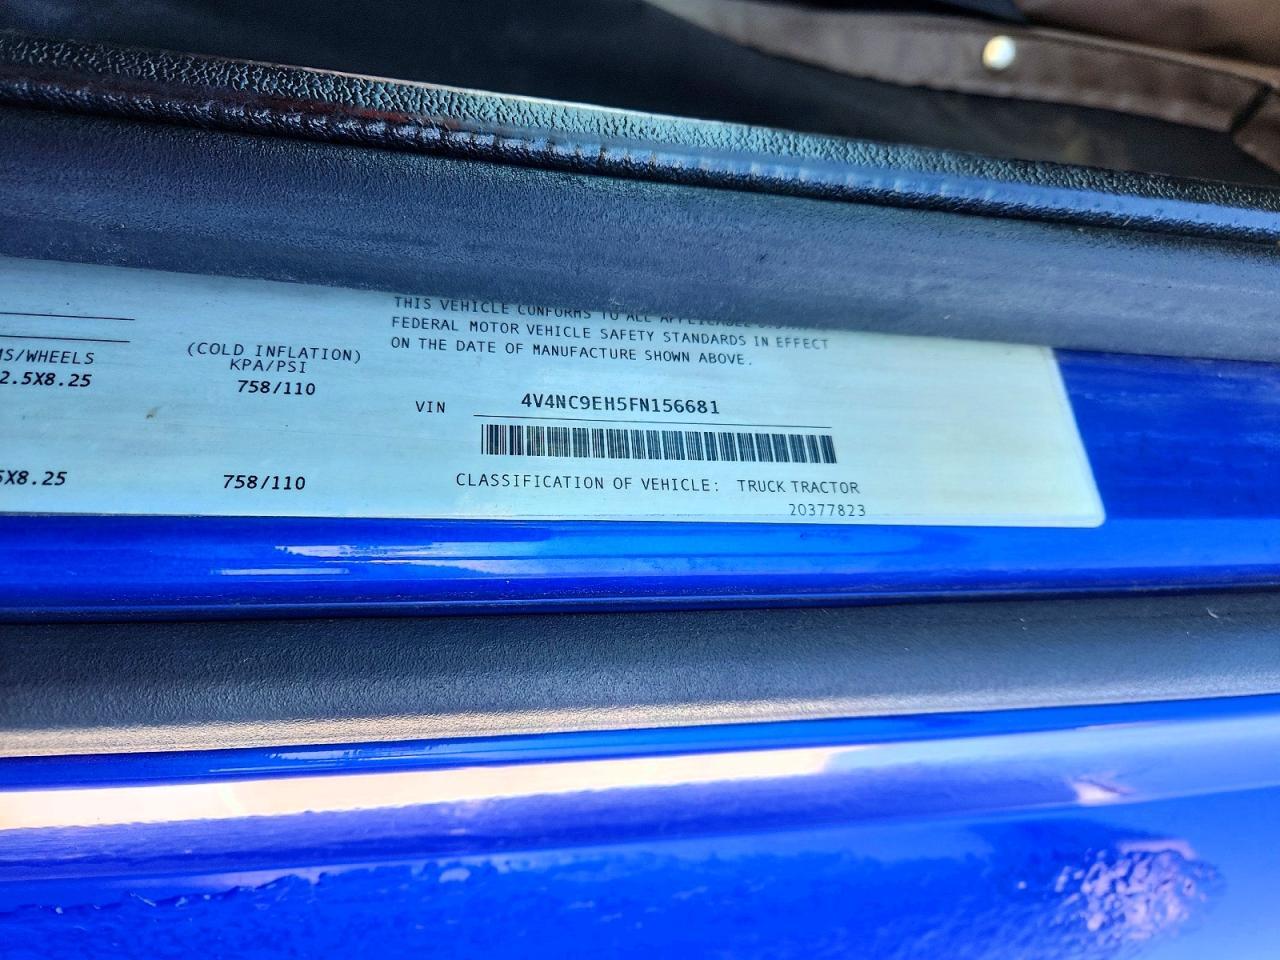 THIS VEHICLE CONFORMS TO ALL APPLICABLE
FEDERAL MOTOR VEHICLE SAFETY STANDARDS IN EFFECT
ON THE DATE OF MANUFACTURE SHOWN ABOVE.
MS/WHEELS
(COLD INFLATION)
KPA/PSI
2.5X8.25
758/110
VIN 4V4NC9EH5FN156681
5X8.25
758/110
CLASSIFICATION OF VEHICLE: TRUCK TRACTOR
20377823